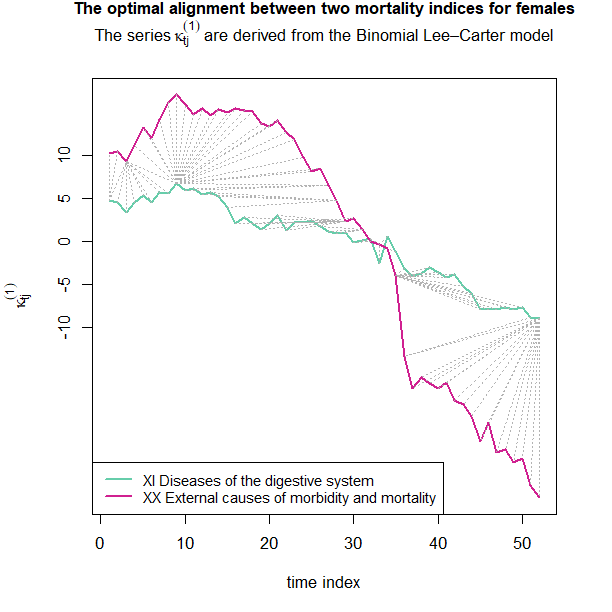 The optimal alignment between two mortality indices for females
The series κ_tj^(1) are derived from the Binomial Lee–Carter model
10
5
0
-5
-10
κ_tj^(1)
XI Diseases of the digestive system
XX External causes of morbidity and mortality
0 10 20 30 40 50
time index